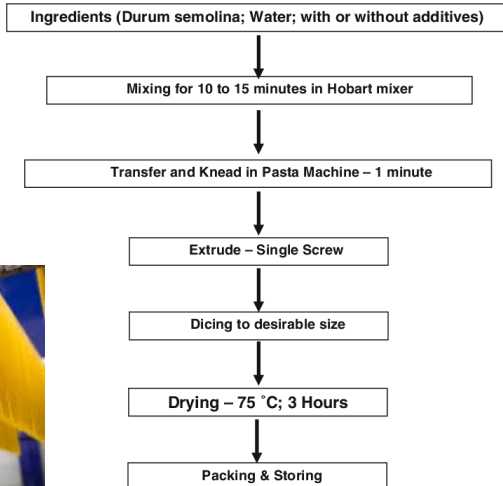 Ingredients (Durum semolina; Water; with or without additives)
Mixing for 10 to 15 minutes in Hobart mixer
Transfer and Knead in Pasta Machine – 1 minute
Extrude – Single Screw
Dicing to desirable size
Drying – 75 ˚C; 3 Hours
Packing & Storing